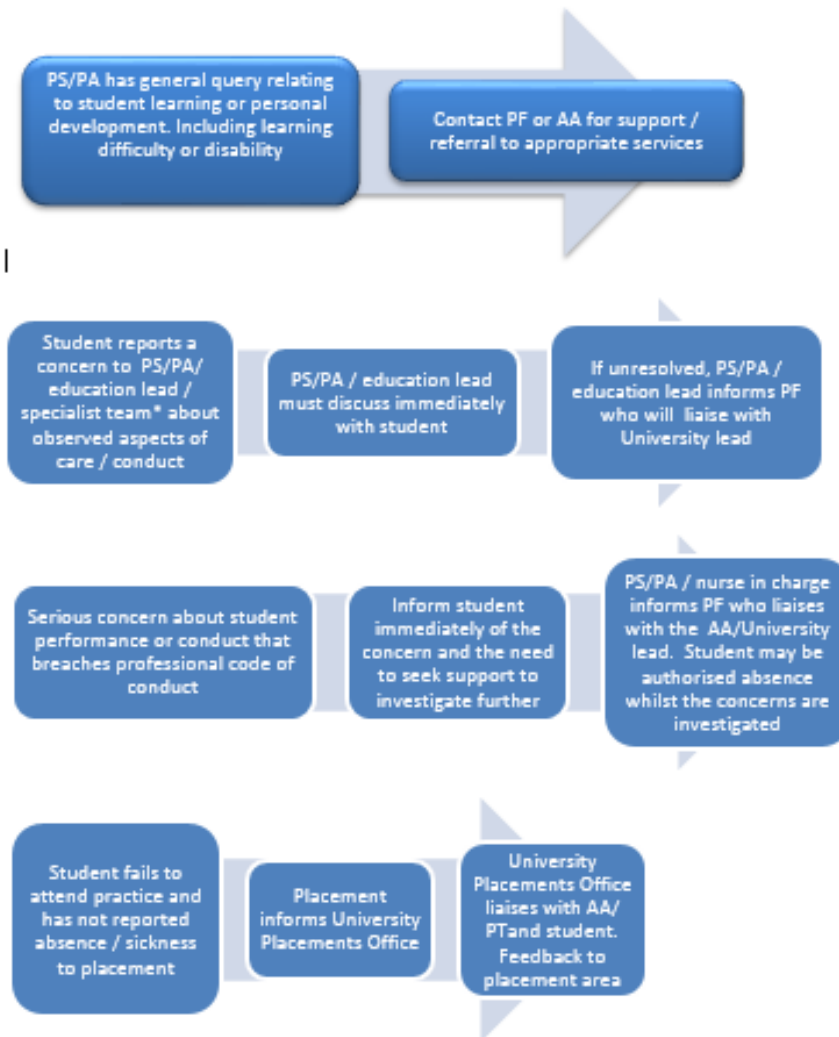 PS/PA has general query relating
to student learning or personal
development. Including learning
difficulty or disability
Contact PF or AA for support /
referral to appropriate services
Student reports a
concern to PS/PA/
education lead /
specialist team* about
observed aspects of
care / conduct
PS/PA / education lead
must discuss immediately
with student
If unresolved, PS/PA /
education lead informs PF
who will liaise with
University lead
Serious concern about student
performance or conduct that
breaches professional code of
conduct
Inform student
immediately of the
concern and the need
to seek support to
investigate further
PS/PA / nurse in charge
informs PF who liaises
with the AA/University
lead. Student may be
authorised absence
whilst the concerns are
investigated
Student fails to
attend practice and
has not reported
absence / sickness
to placement
Placement
informs University
Placements Office
University
Placements Office
liaises with AA/
PTand student.
Feedback to
placement area